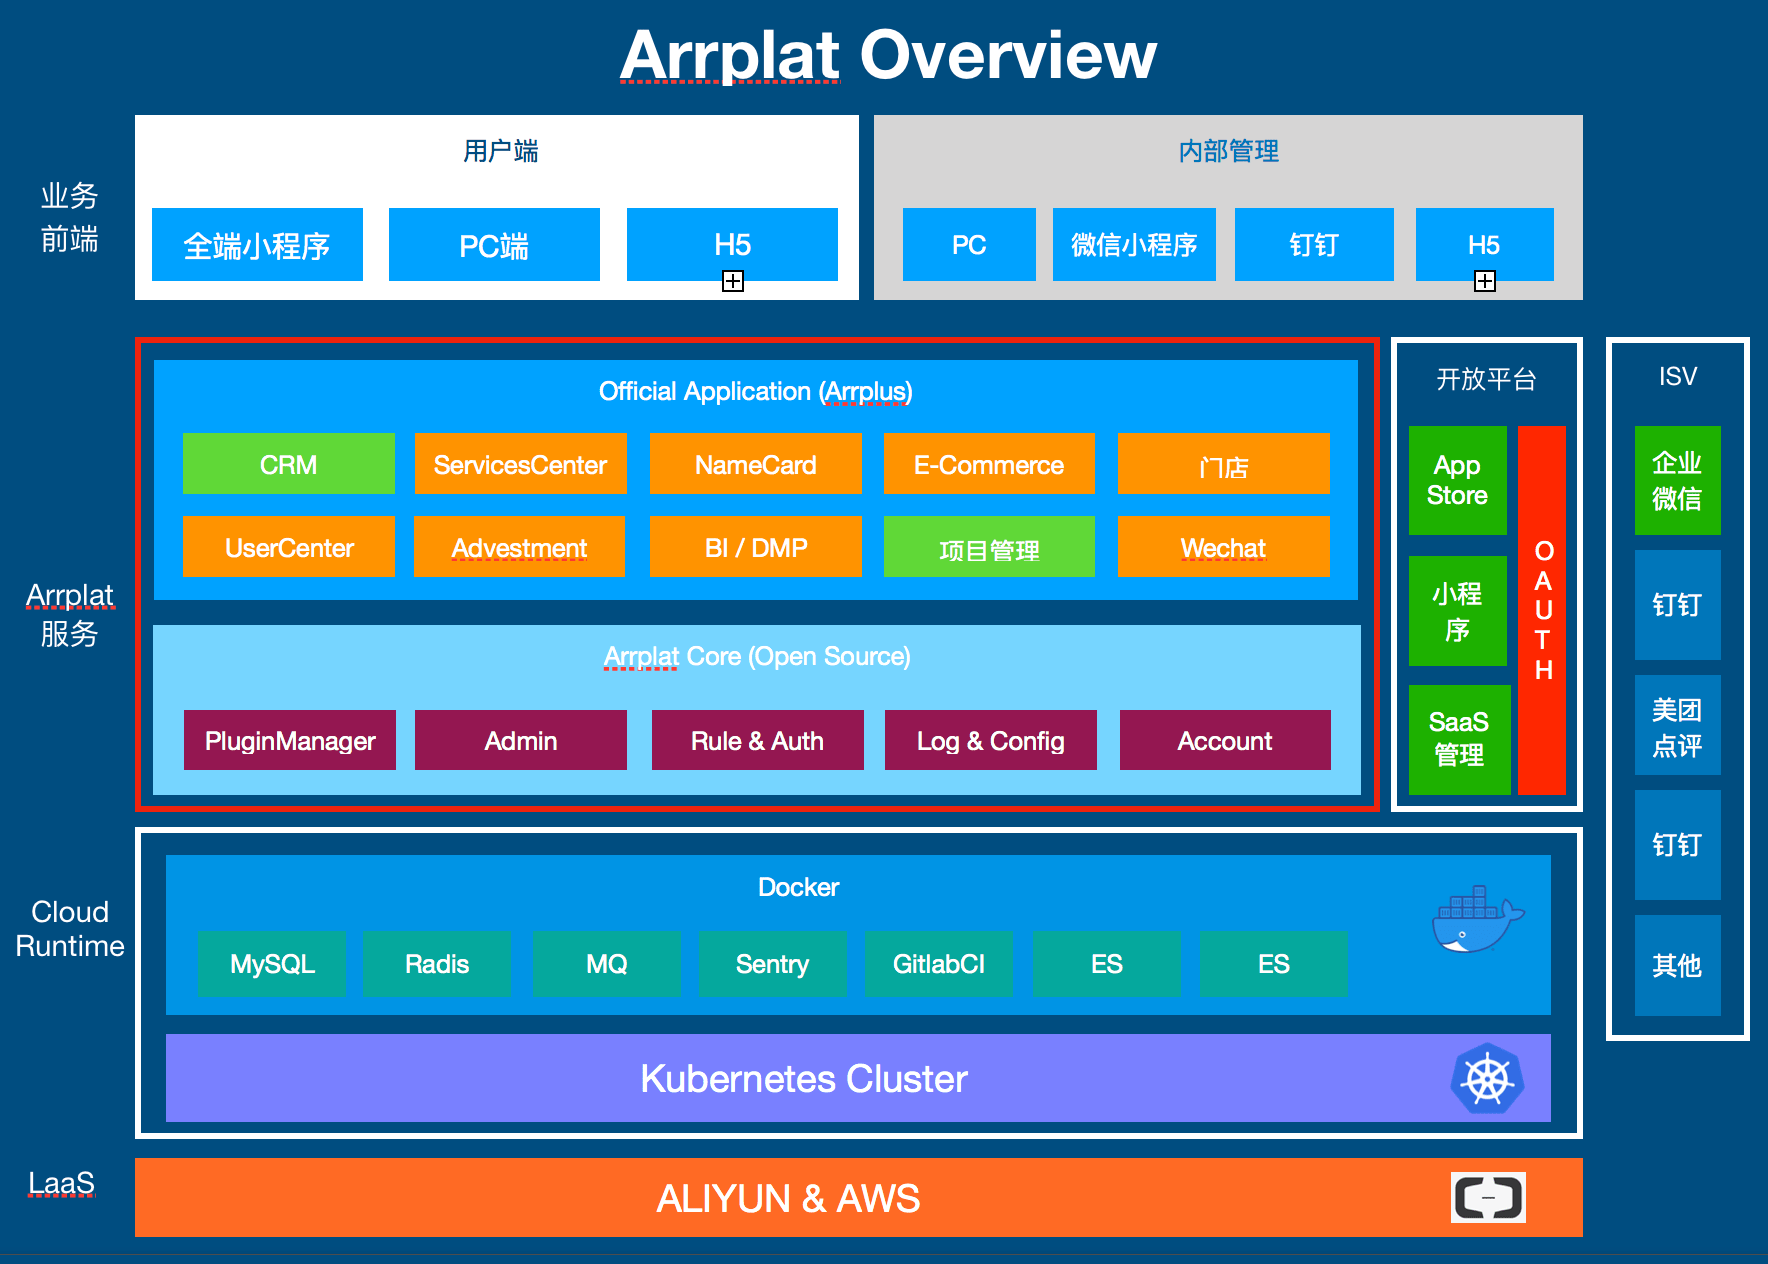 Arrplat Overview
业务
前端
用户端
全端小程序
PC端
H5
内部管理
PC
微信小程序
钉钉
H5
Arrplat
服务
Official Application (Arrplus)
CRM
ServicesCenter
NameCard
E-Commerce
门店
UserCenter
Advestment
BI / DMP
项目管理
Wechat
Arrplat Core (Open Source)
PluginManager
Admin
Rule & Auth
Log & Config
Account
开放平台
App
Store
小程
序
SaaS
管理
O
A
U
T
H
ISV
企业
微信
钉钉
美团
点评
钉钉
其他
Cloud
Runtime
Docker
MySQL
Radis
MQ
Sentry
GitlabCI
ES
ES
Kubernetes Cluster
LaaS
ALIYUN & AWS